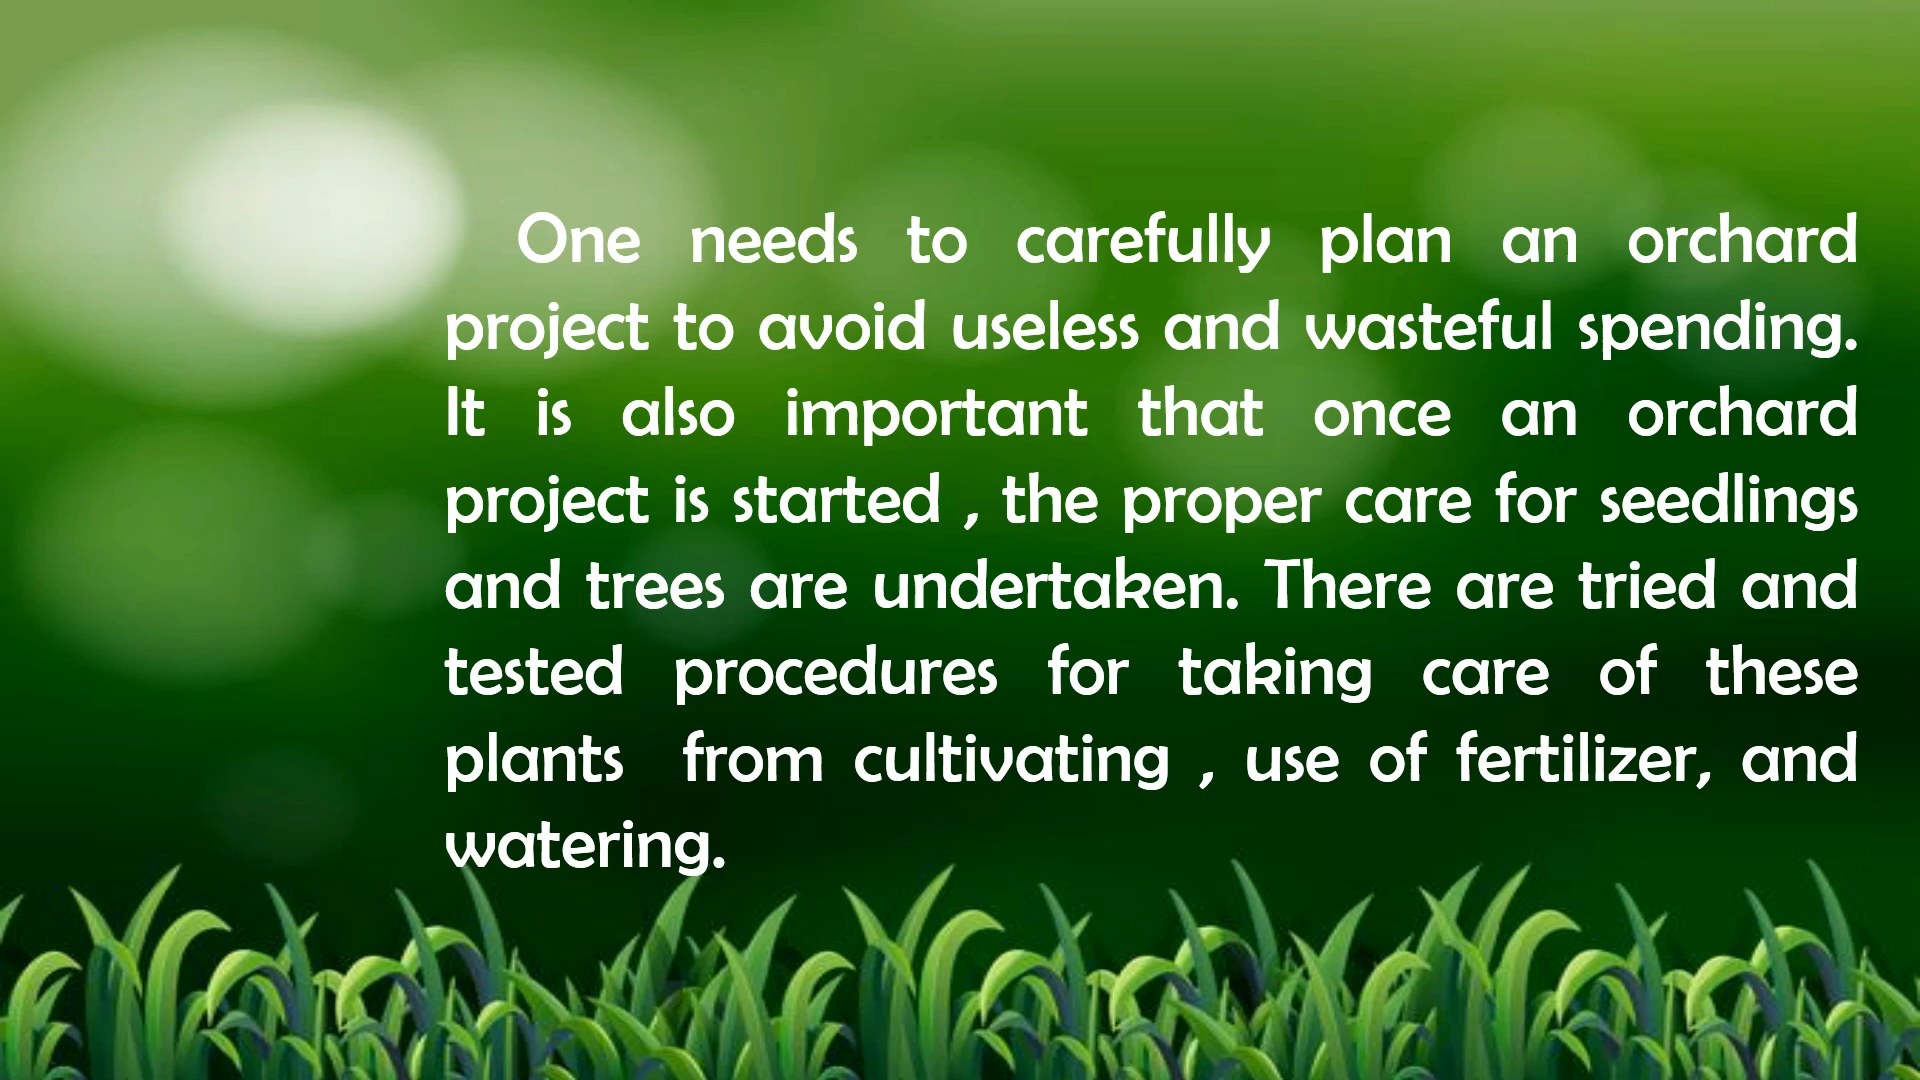 One needs to carefully plan an orchard
project to avoid useless and wasteful spending.
It is also important that once an orchard
project is started , the proper care for seedlings
and trees are undertaken. There are tried and
tested procedures for taking care of these
plants  from cultivating , use of fertilizer, and
watering.